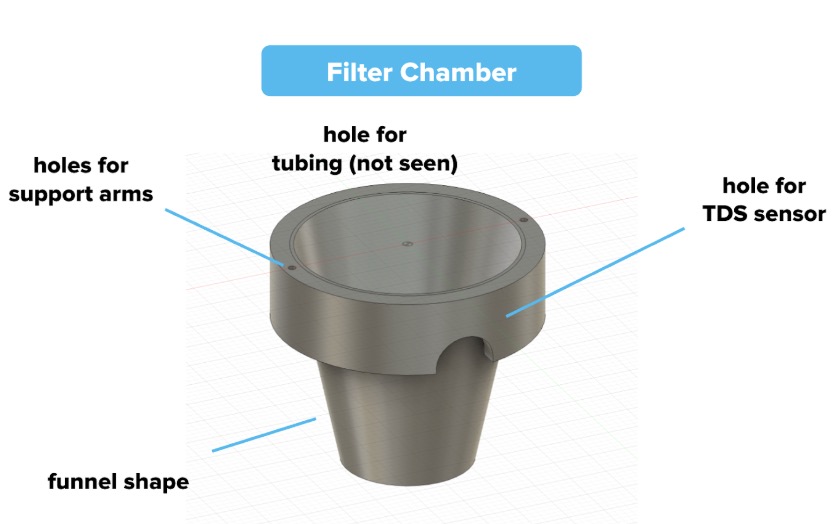 Filter Chamber
hole for
tubing (not seen)
holes for
support arms
hole for
TDS sensor
funnel shape